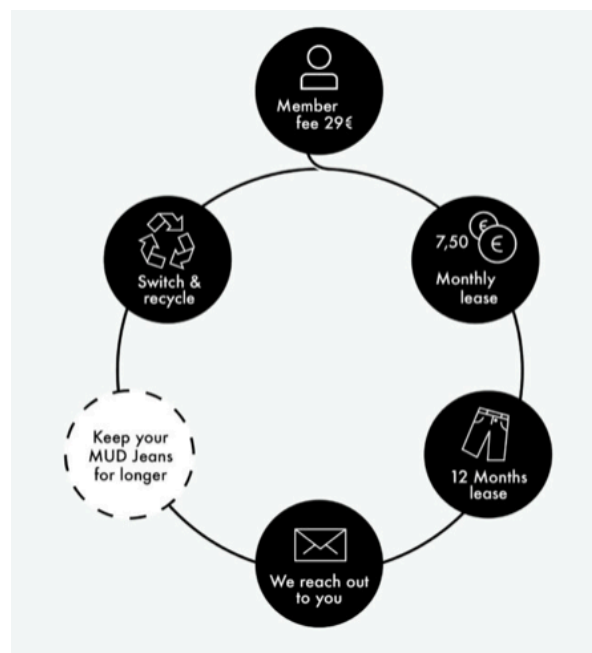 Member
fee 29€
7,50 € €
Monthly
lease
12 Months
lease
We reach out
to you
Keep your
MUD Jeans
for longer
Switch &
recycle